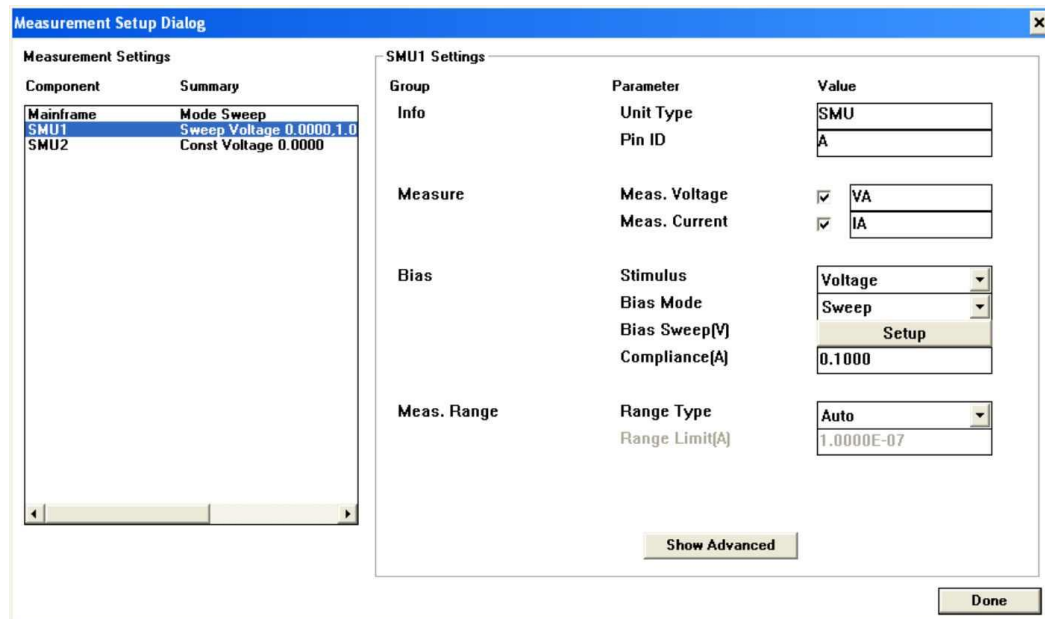 Measurement Setup Dialog
Measurement Settings
Component Summary
Mainframe Mode Sweep
SMU1 Sweep Voltage 0.0000,1.0
SMU2 Const Voltage 0.0000
SMU1 Settings
Group Parameter Value
Info Unit Type SMU
Pin ID A
Measure Meas. Voltage VA
Meas. Current IA
Bias Stimulus Voltage
Bias Mode Sweep
Bias Sweep(V) Setup
Compliance(A) 0.1000
Meas. Range Range Type Auto
Range Limit(A) 1.0000E-07
Show Advanced
Done